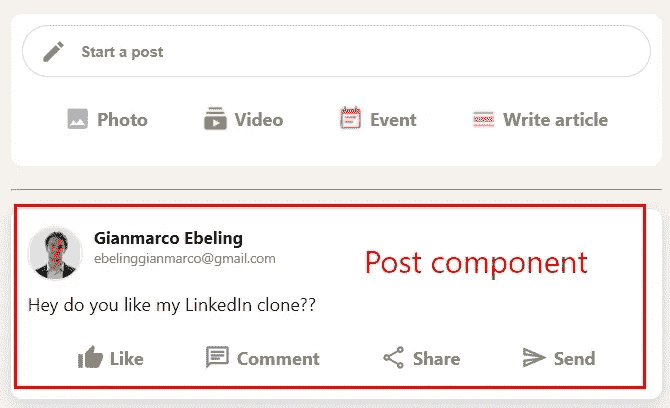 Start a post
Photo Video Event Write article
Gianmarco Ebeling
ebelinggianmarco@gmail.com
Post component
Hey do you like my LinkedIn clone??
Like Comment Share Send